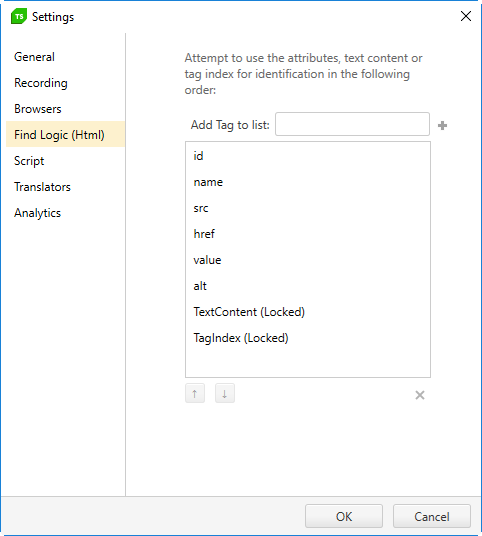 TS Settings
General
Recording
Browsers
Find Logic (Html)
Script
Translators
Analytics
Attempt to use the attributes, text content or
tag index for identification in the following
order:
Add Tag to list:
id
name
src
href
value
alt
TextContent (Locked)
TagIndex (Locked)
OK
Cancel